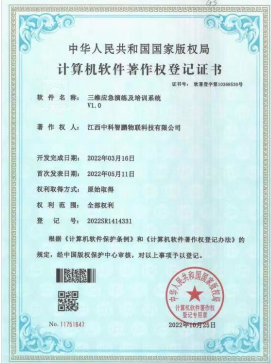 中华人民共和国国家版权局
计算机软件著作权登记证书
证书号： 软著登字第10368530号
软件名称： 三维应急演练及培训系统
V1.0
著作权人： 江西中科智鹏物联科技有限公司
开发完成日期： 2022年03月16日
首次发表日期： 2022年05月11日
权利取得方式： 原始取得
权利范围： 全部权利
登记号： 2022SR1414331
根据《计算机软件保护条例》和《计算机软件著作权登记办法》的
规定，经中国版权保护中心审核，对以上事项予以登记。
中华人民共和国国家版权局
计算机软件著作权
登记专用章
No. 11751847
2022年10月25日